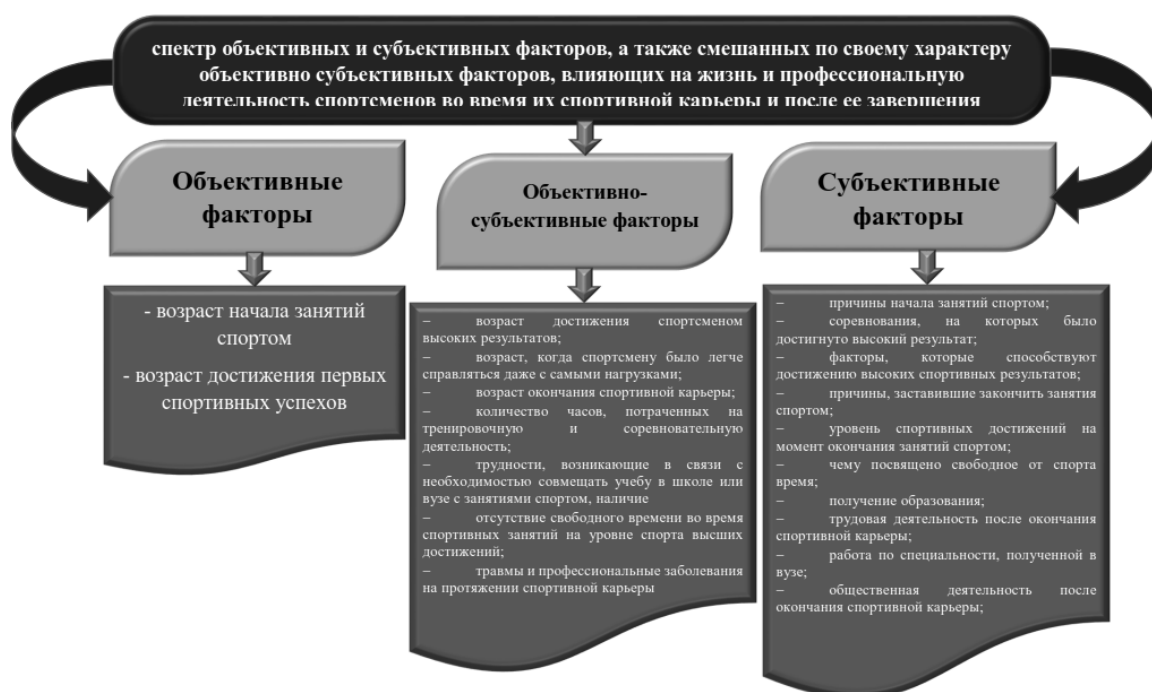 спектр объективных и субъективных факторов, а также смешанных по своему характеру
объективно субъективных факторов, влияющих на жизнь и профессиональную
деятельность спортсменов во время их спортивной карьеры и после ее завершения
Объективные
факторы
- возраст начала занятий
спортом
- возраст достижения первых
спортивных успехов
Объективно-
субъективные факторы
– возраст достижения спортсменом
высоких результатов;
– возраст, когда спортсмену было легче
справляться даже с самыми нагрузками;
– возраст окончания спортивной карьеры;
– количество часов, потраченных на
тренировочную и соревновательную
деятельность;
– трудности, возникающие в связи с
необходимостью совмещать учебу в школе или
вузе с занятиями спортом, наличие
– отсутствие свободного времени во время
спортивных занятий на уровне спорта высших
достижений;
– травмы и профессиональные заболевания
на протяжении спортивной карьеры
Субъективные
факторы
– причины начала занятий спортом;
– соревнования, на которых было
достигнуто высокий результат;
– факторы, которые способствуют
достижению высоких спортивных результатов;
– причины, заставившие закончить занятия
спортом;
– уровень спортивных достижений на
момент окончания занятий спортом;
– чему посвящено свободное от спорта
время;
– получение образования;
– трудовая деятельность после окончания
спортивной карьеры;
– работа по специальности, полученной в
вузе;
– общественная деятельность после
окончания спортивной карьеры;